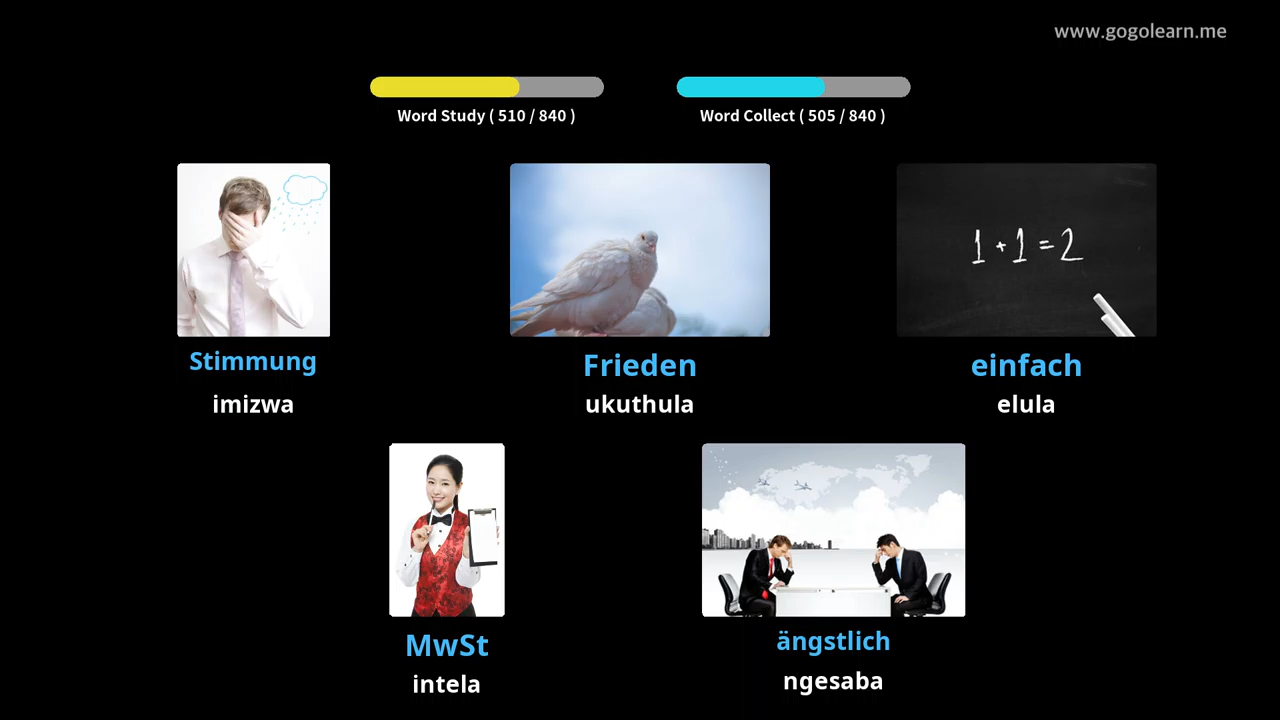 www.gogolearn.me
Word Study ( 510 / 840 )
Word Collect ( 505 / 840 )
1 + 1 = 2
Stimmung
imizwa
Frieden
ukuthula
einfach
elula
MwSt
intela
ängstlich
ngesaba